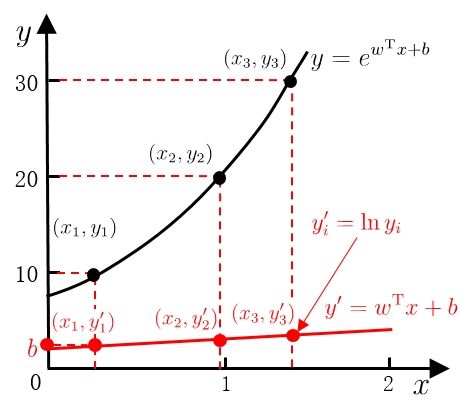 y
(x₃, y₃)
y = e^{wᵀx+b}
30
(x₂, y₂)
20
(x₁, y₁)
y′ᵢ = ln yᵢ
10
(x₁, y′₁)
(x₂, y′₂)
(x₃, y′₃)
y′ = wᵀx + b
b
0
1
2
x